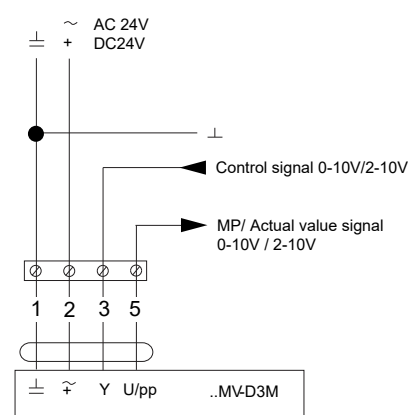 ~ AC 24V
⊥ + DC24V
⊥
Control signal 0-10V/2-10V
MP/ Actual value signal
0-10V / 2-10V
1 2 3 5
⊥ ~+ Y U/pp ..MV-D3M